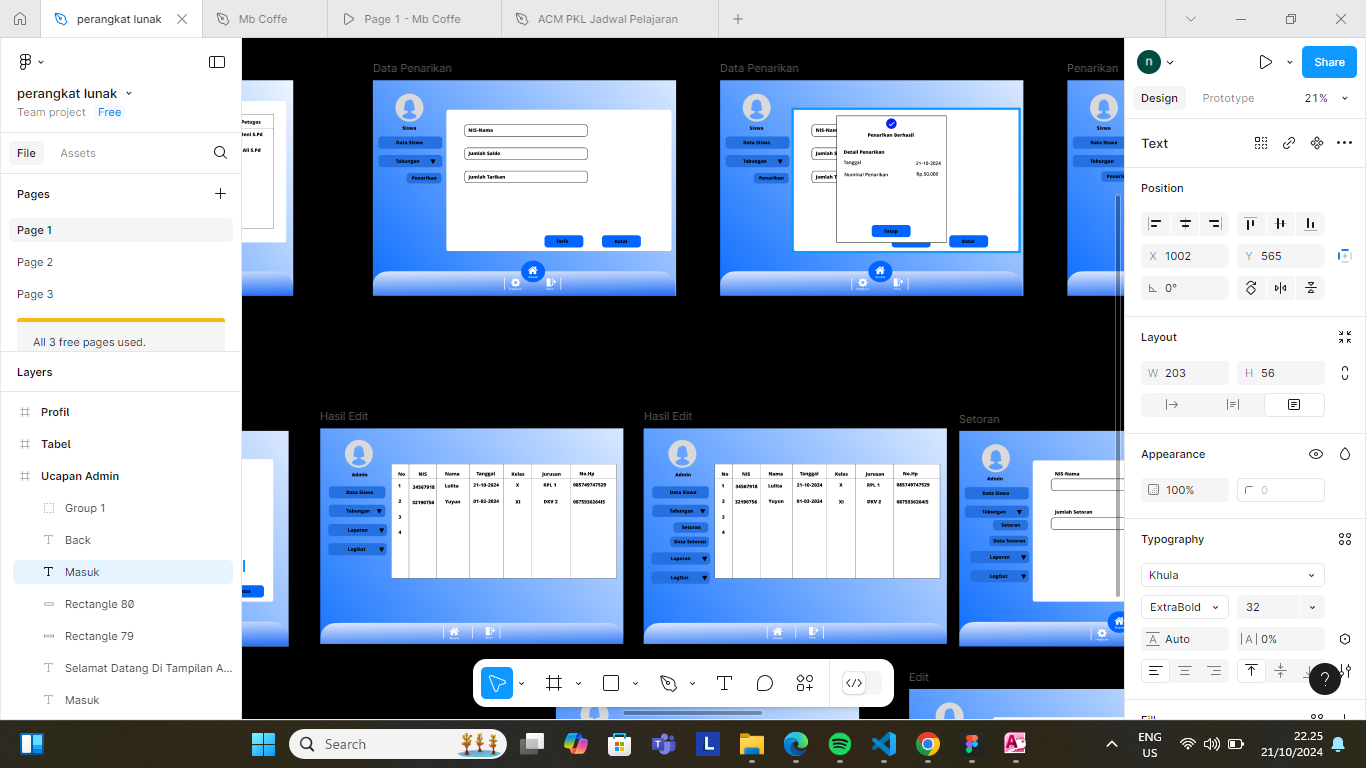 perangkat lunak
Mb Coffe
Page 1 - Mb Coffe
ACM PKL Jadwal Pelajaran
perangkat lunak
Team project
Free
File
Assets
Pages
Page 1
Page 2
Page 3
All 3 free pages used.
Layers
Profil
Tabel
Ucapan Admin
Group 1
Back
Masuk
Rectangle 80
Rectangle 79
Selamat Datang Di Tampilan A...
Masuk
Petugas
Data Penarikan
Siswa
Data Siswa
Tabungan
Penarikan
NIS-Nama
Jumlah Saldo
Jumlah Tarikan
Tarik
Batal
Data Penarikan
Siswa
Data Siswa
Tabungan
Penarikan
Penarikan Berhasil
Detail Penarikan
Tanggal 21-10-2024
Nominal Penarikan Rp.50.000
Tutup
Batal
Penarikan
Siswa
Hasil Edit
Admin
Data Siswa
Tabungan
Laporan
LogOut
No NIS Nama Tanggal Kelas Jurusan No.Hp
1 34567918 Lulita 21-10-2024 X RPL 1 085749747529
2 32190756 Yuyun 01-02-2024 XI DKV 2 087593626415
3
4
Hasil Edit
Admin
Data Siswa
Tabungan
Setoran
Data Setoran
Laporan
LogOut
No NIS Nama Tanggal Kelas Jurusan No.Hp
1 34567918 Lulita 21-10-2024 X RPL 1 085749747529
2 32190756 Yuyun 01-02-2024 XI DKV 2 087593626415
3
4
Setoran
Admin
Data Siswa
Tabungan
Setoran
Data Setoran
Laporan
LogOut
NIS-Nama
Jumlah Setoran
Edit
n
Share
Design
Prototype
21%
Text
Position
X 1002
Y 565
0°
Layout
W 203
H 56
Appearance
100%
0
Typography
Khula
ExtraBold
32
Auto
0%
Fill
?
Search
ENG
US
22.25
21/10/2024